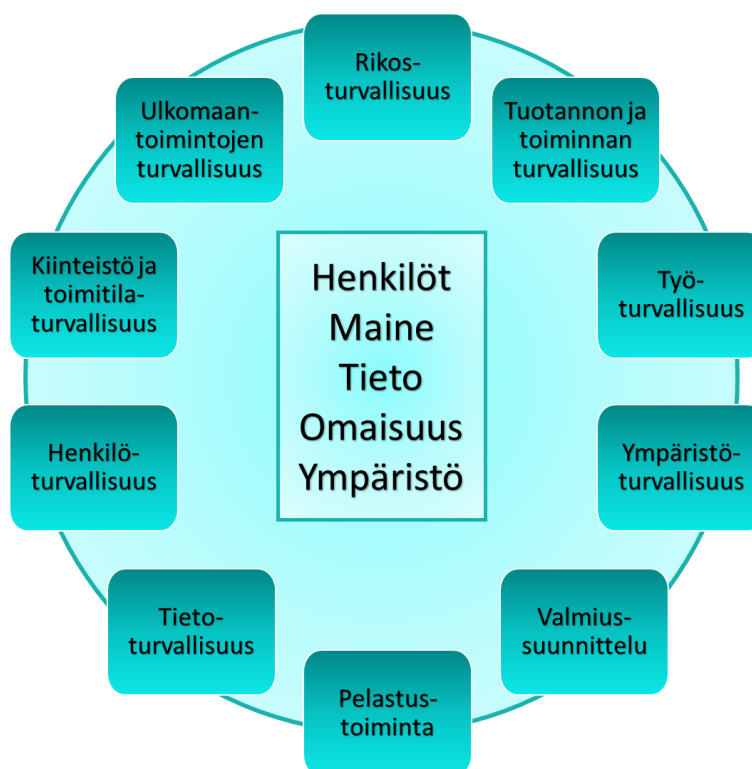 Rikos-
turvallisuus
Tuotannon ja
toiminnan
turvallisuus
Työ-
turvallisuus
Ympäristö-
turvallisuus
Valmius-
suunnittelu
Pelastus-
toiminta
Tieto-
turvallisuus
Henkilö-
turvallisuus
Kiinteistö ja
toimitila-
turvallisuus
Ulkomaan-
toimintojen
turvallisuus
Henkilöt
Maine
Tieto
Omaisuus
Ympäristö